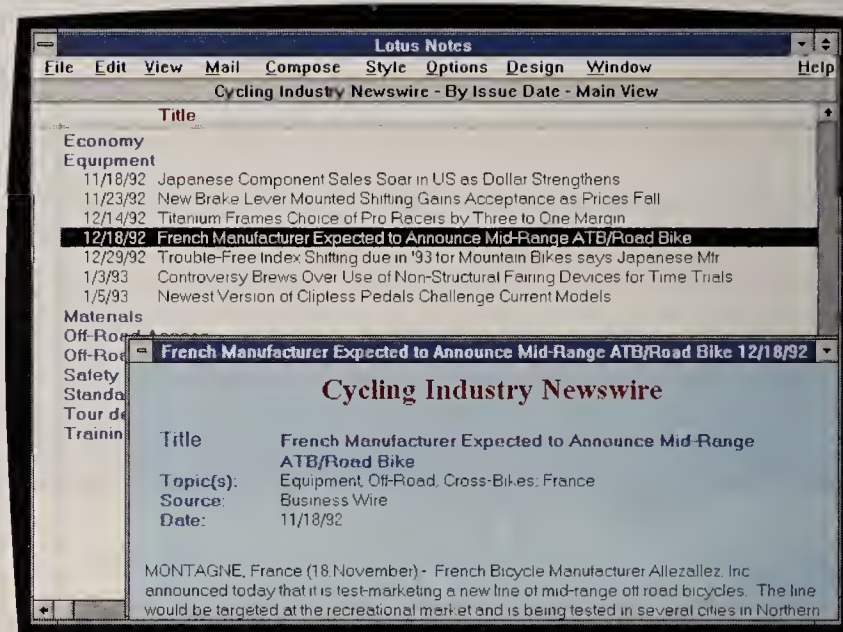 Lotus Notes
File Edit View Mail Compose Style Options Design Window Help
Cycling Industry Newswire - By Issue Date - Main View
Title
Economy
Equipment
11/18/92 Japanese Component Sales Soar in US as Dollar Strengthens
11/23/92 New Brake Lever Mounted Shifting Gains Acceptance as Prices Fall
12/14/92 Titanium Frames Choice of Pro Racers by Three to One Margin
12/18/92 French Manufacturer Expected to Announce Mid-Range ATB/Road Bike
12/29/92 Trouble-Free Index Shifting due in '93 for Mountain Bikes says Japanese Mfr
1/3/93 Controversy Brews Over Use of Non-Structural Fairing Devices for Time Trials
1/5/93 Newest Version of Clipless Pedals Challenge Current Models
Materials
Off-Road
Off-Roa
Safety
Standa
Tour de
Trainin
French Manufacturer Expected to Announce Mid-Range ATB/Road Bike 12/18/92
Cycling Industry Newswire
Title French Manufacturer Expected to Announce Mid-Range
ATB/Road Bike
Topic(s): Equipment, Off-Road, Cross-Bikes; France
Source: Business Wire
Date: 11/18/92
MONTAGNE, France (18 November) - French Bicycle Manufacturer Allezallez, Inc
announced today that it is test-marketing a new line of mid-range off road bicycles. The line
would be targeted at the recreational market and is being tested in several cities in Northern